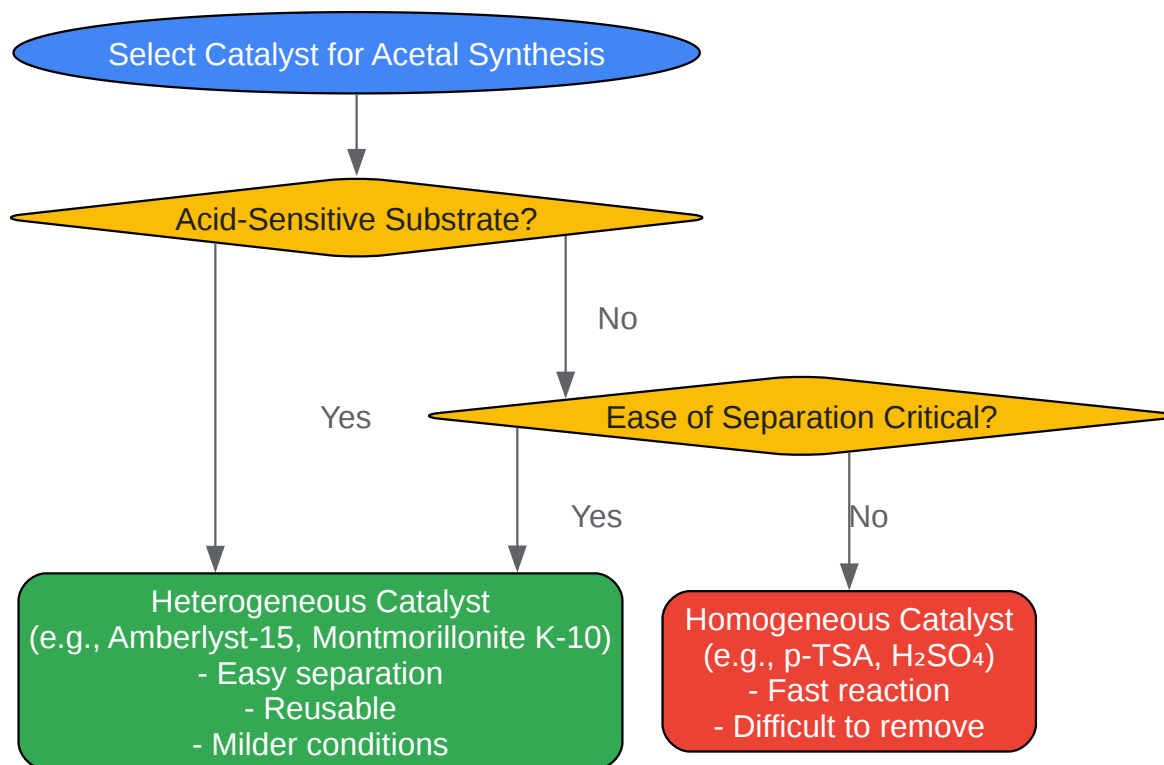 Select Catalyst for Acetal Synthesis
Acid-Sensitive Substrate?
No
Yes
Ease of Separation Critical?
Yes
No
Heterogeneous Catalyst
(e.g., Amberlyst-15, Montmorillonite K-10)
- Easy separation
- Reusable
- Milder conditions
Homogeneous Catalyst
(e.g., p-TSA, H₂SO₄)
- Fast reaction
- Difficult to remove